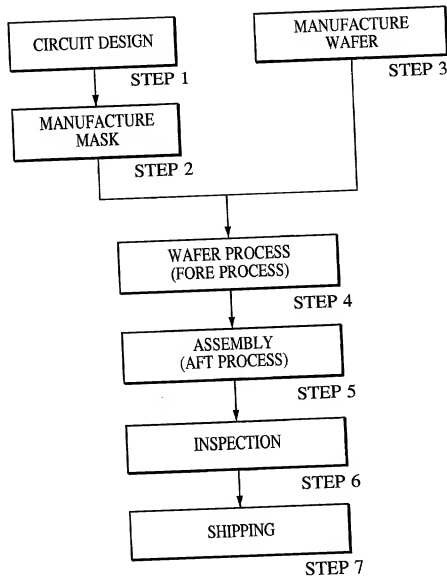 CIRCUIT DESIGN
STEP 1
MANUFACTURE
MASK
STEP 2
MANUFACTURE
WAFER
STEP 3
WAFER PROCESS
(FORE PROCESS)
STEP 4
ASSEMBLY
(AFT PROCESS)
STEP 5
INSPECTION
STEP 6
SHIPPING
STEP 7